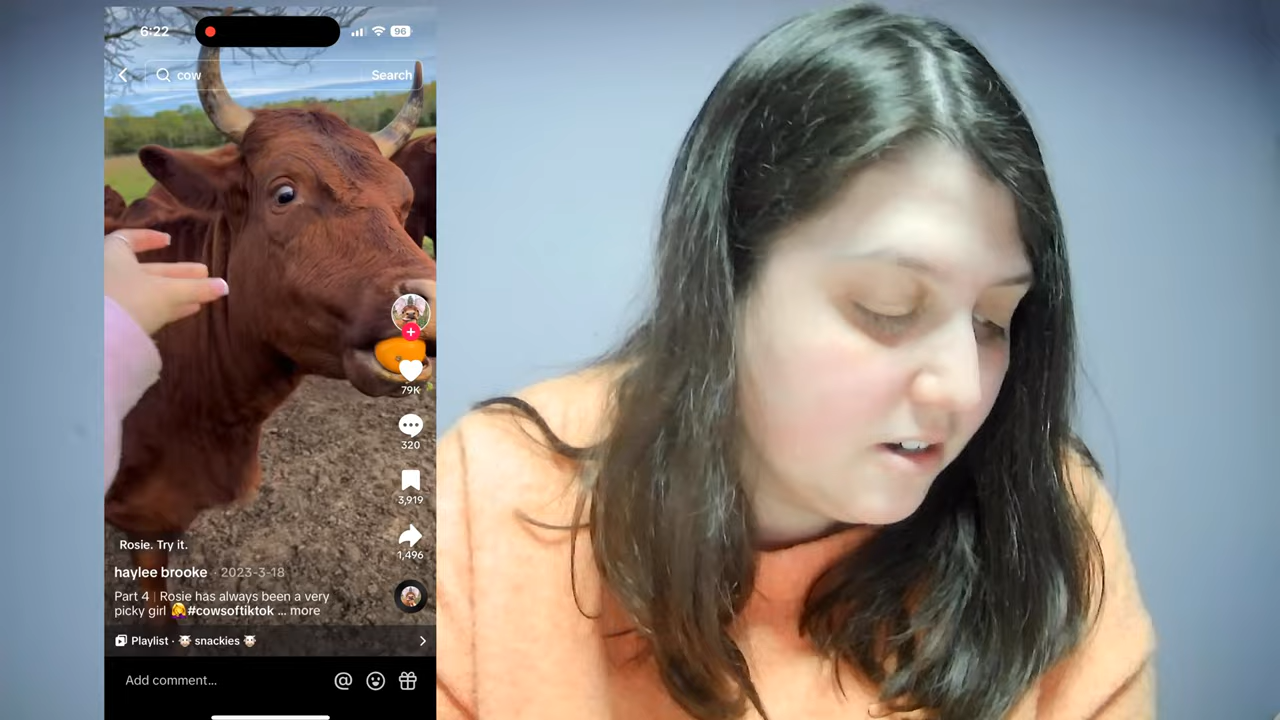 6:22
96
cow
Search
79K
320
3,919
1,496
Rosie. Try it.
haylee brooke · 2023-3-18
Part 4 | Rosie has always been a very
picky girl 🙋‍♀️#cowsoftiktok ... more
Playlist · 🐮 snackies 🐮
Add comment...